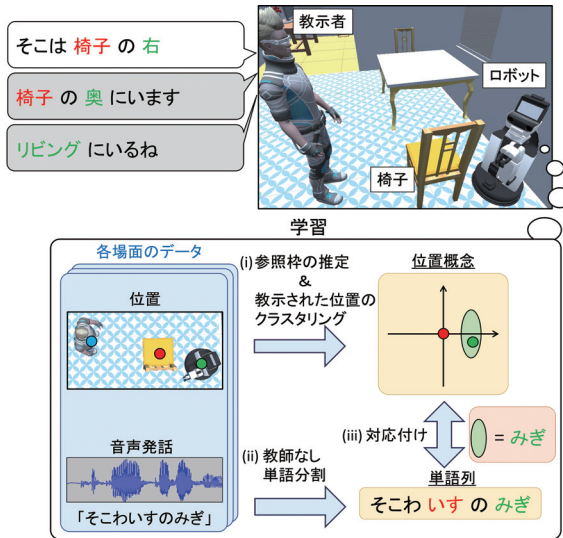 そこは 椅子 の 右
椅子 の 奥 にいます
リビング にいるね
教示者
ロボット
椅子
学習
各場面のデータ
位置
音声発話
「そこわいすのみぎ」
(i) 参照枠の推定
&
教示された位置の
クラスタリング
(ii) 教師なし
単語分割
位置概念
(iii) 対応付け
= みぎ
単語列
そこわ いす の みぎ